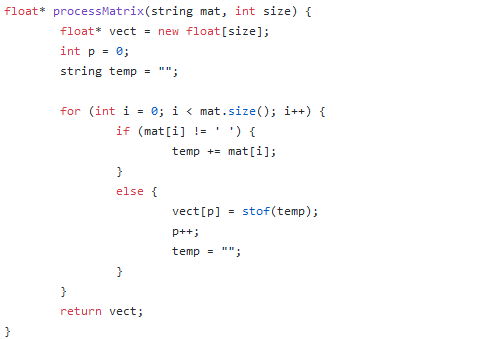 float* processMatrix(string mat, int size) {
float* vect = new float[size];
int p = 0;
string temp = "";
for (int i = 0; i < mat.size(); i++) {
if (mat[i] != ' ') {
temp += mat[i];
}
else {
vect[p] = stof(temp);
p++;
temp = "";
}
}
return vect;
}